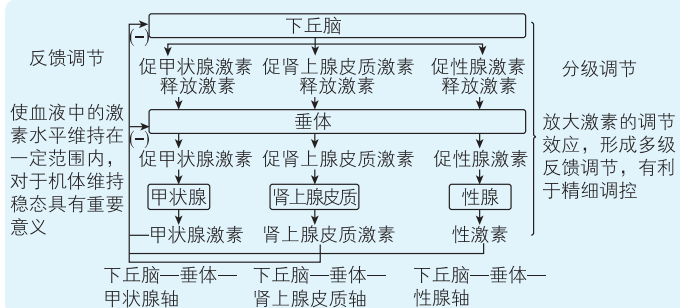 下丘脑
(-)
反馈调节
促甲状腺激素
释放激素
促肾上腺皮质激素
释放激素
促性腺激素
释放激素
分级调节
使血液中的激
素水平维持在
一定范围内，
对于机体维持
稳态具有重要
意义
垂体
(-)
放大激素的调节
效应，形成多级
反馈调节，有利
于精细调控
促甲状腺激素
促肾上腺皮质激素
促性腺激素
甲状腺
肾上腺皮质
性腺
甲状腺激素
肾上腺皮质激素
性激素
下丘脑—垂体—
甲状腺轴
下丘脑—垂体—
肾上腺皮质轴
下丘脑—垂体—
性腺轴